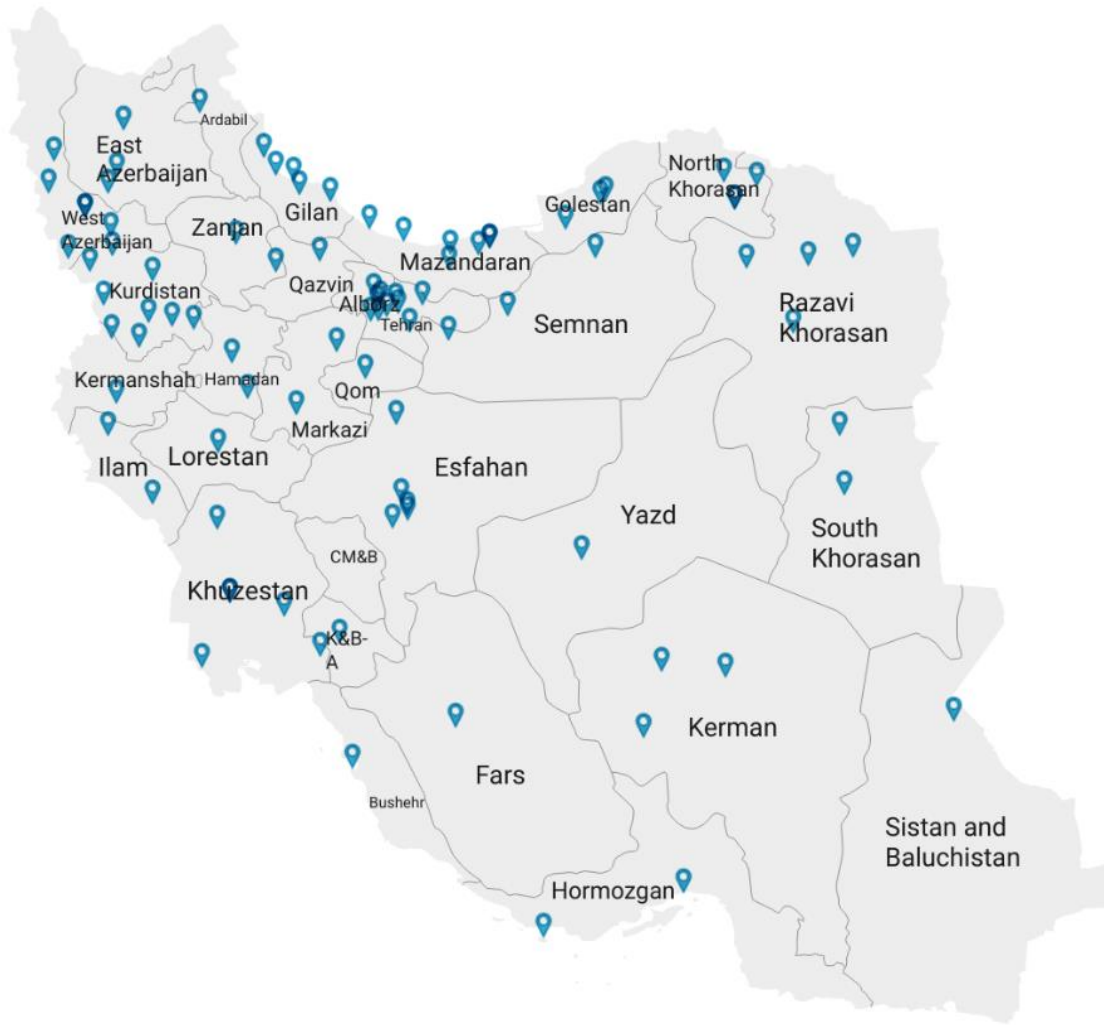 Ardabil
East
Azerbaijan
North
Khorasan
Golestan
Gilan
West
Azerbaijan
Zanjan
Mazandaran
Qazvin
Kurdistan
Alborz
Tehran
Semnan
Razavi
Khorasan
Kermanshah
Hamadan
Qom
Markazi
Ilam
Lorestan
Esfahan
Yazd
South
Khorasan
CM&B
Khuzestan
K&B-
A
Kerman
Fars
Bushehr
Sistan and
Baluchistan
Hormozgan